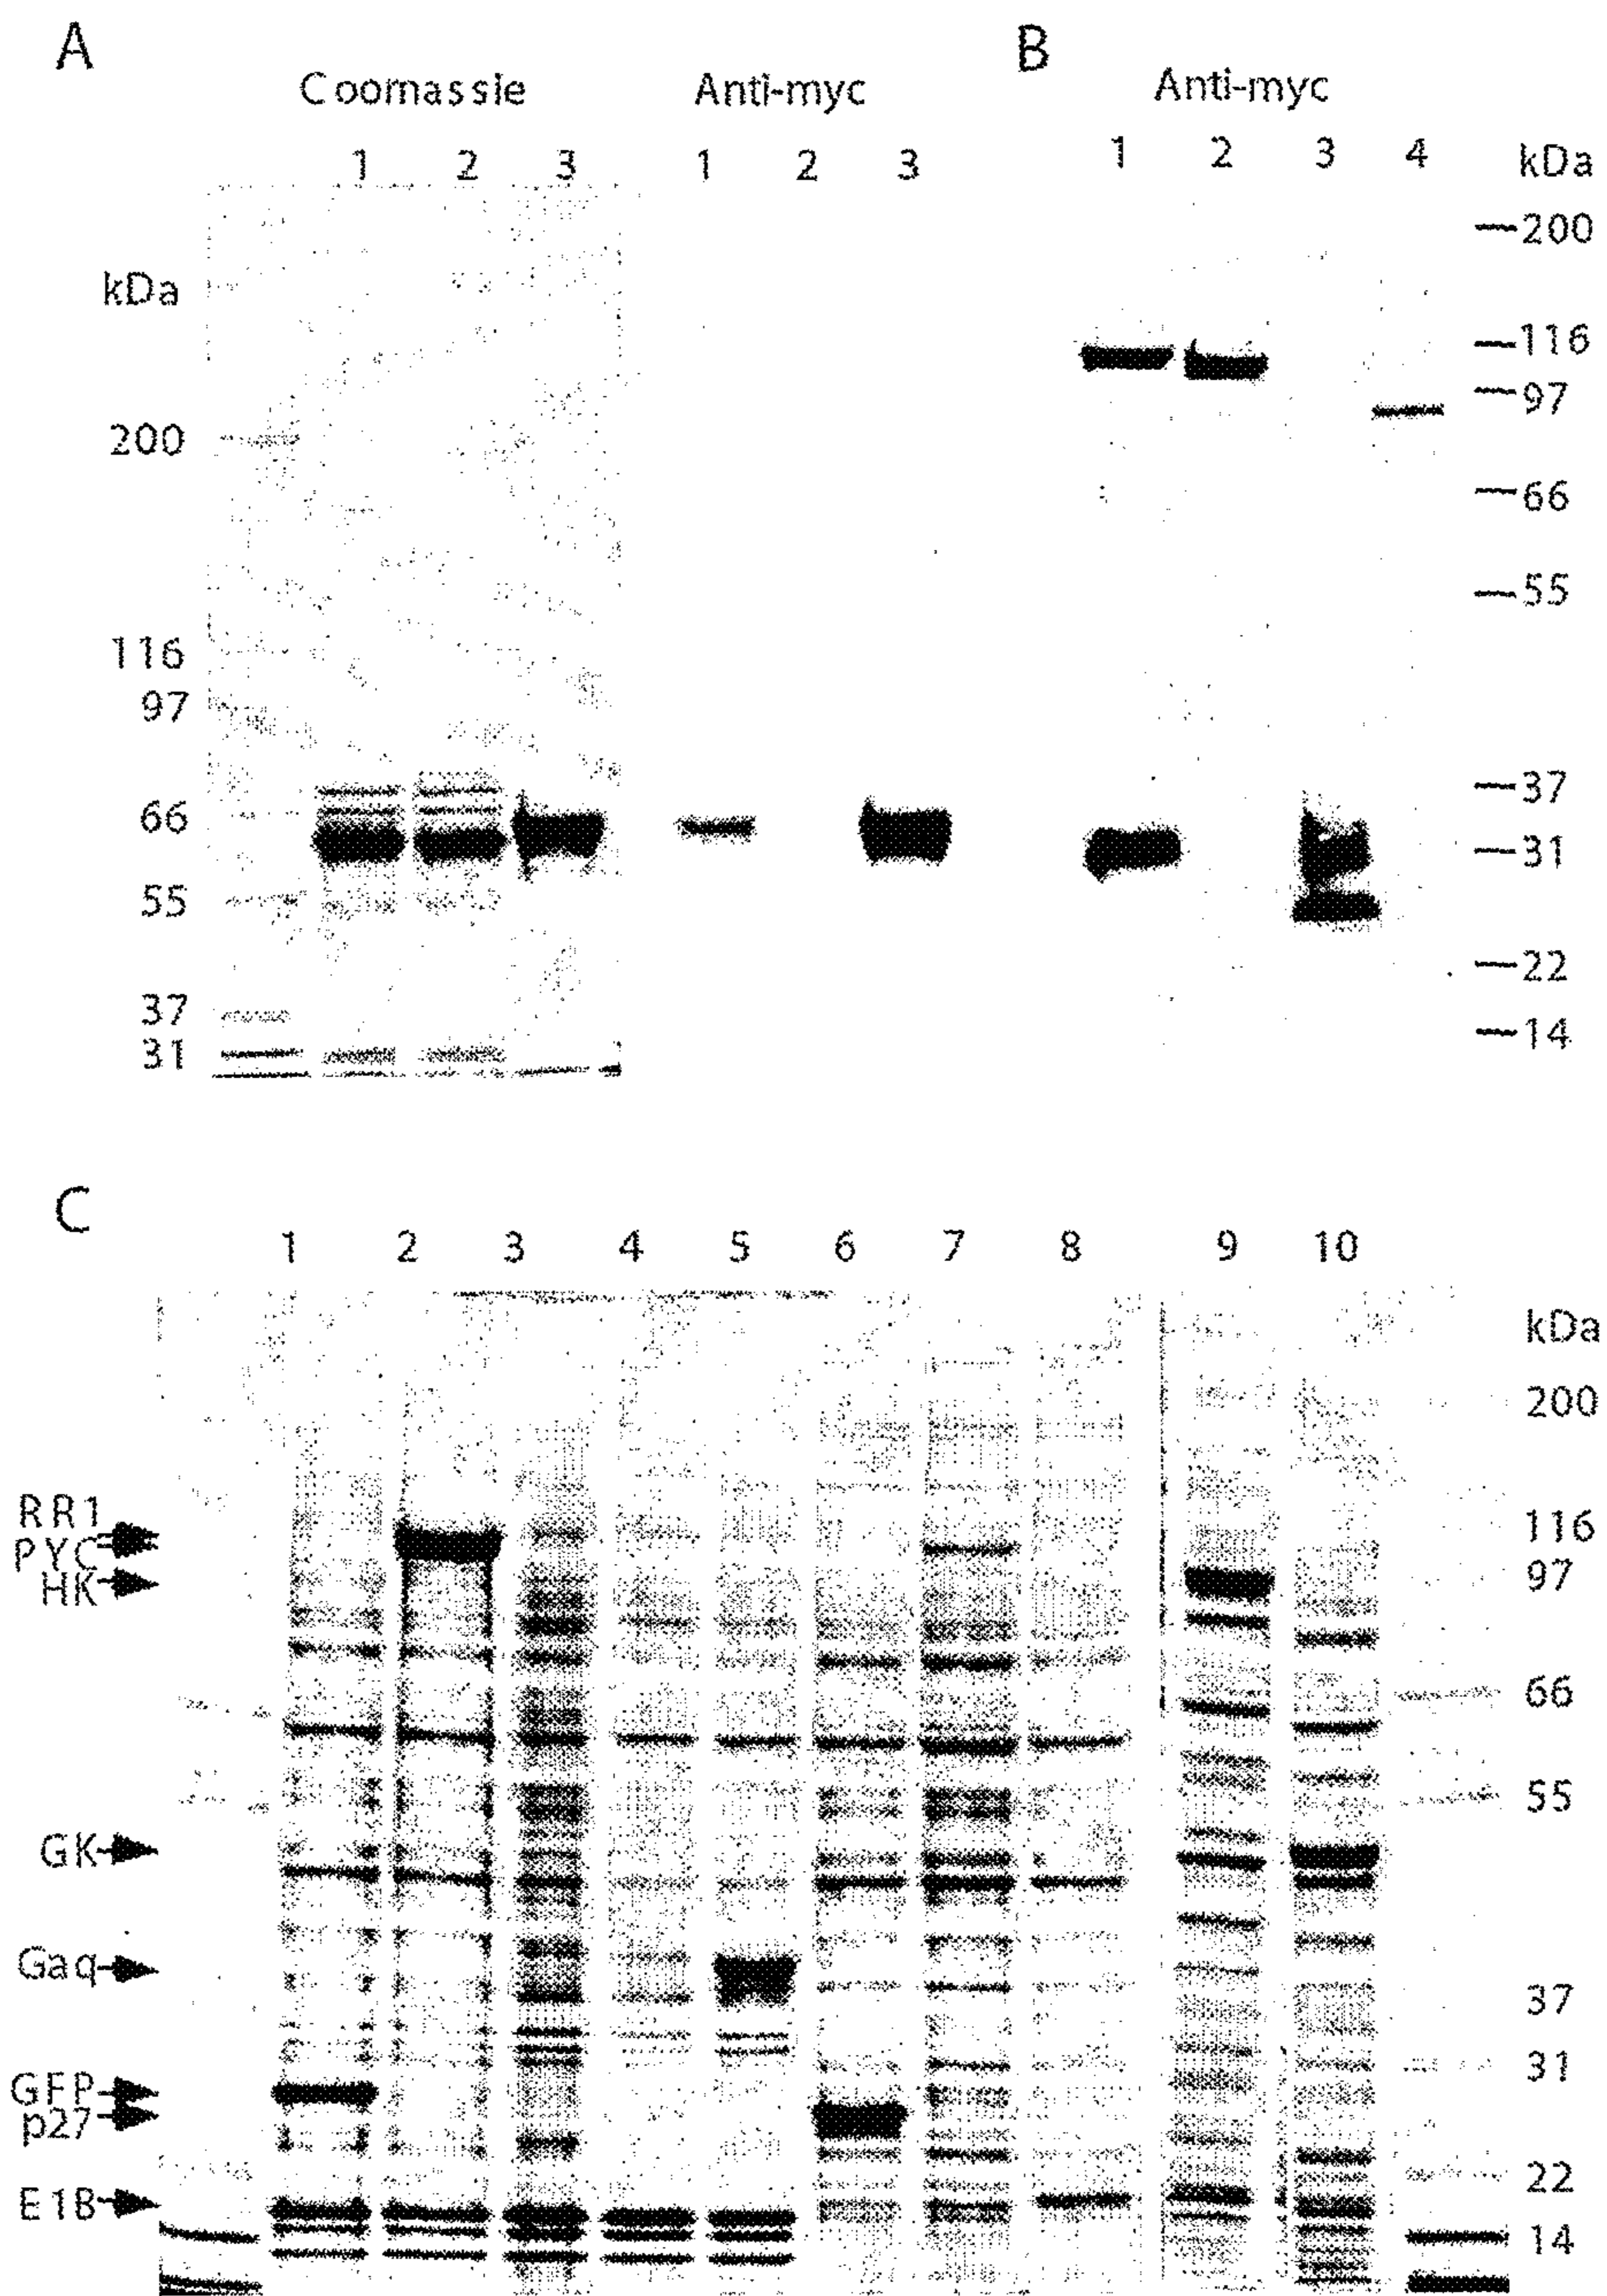 A
B
Coomassie
Anti-myc
Anti-myc
1 2 3
1 2 3
1 2 3 4
kDa
kDa
200
116
97
66
55
37
31
200
116
97
66
55
37
31
22
14
C
1 2 3 4 5 6 7 8 9 10
kDa
RR1
PYC
HK
GK
Gaq
GFP
p27
E1B
200
116
97
66
55
37
31
22
14